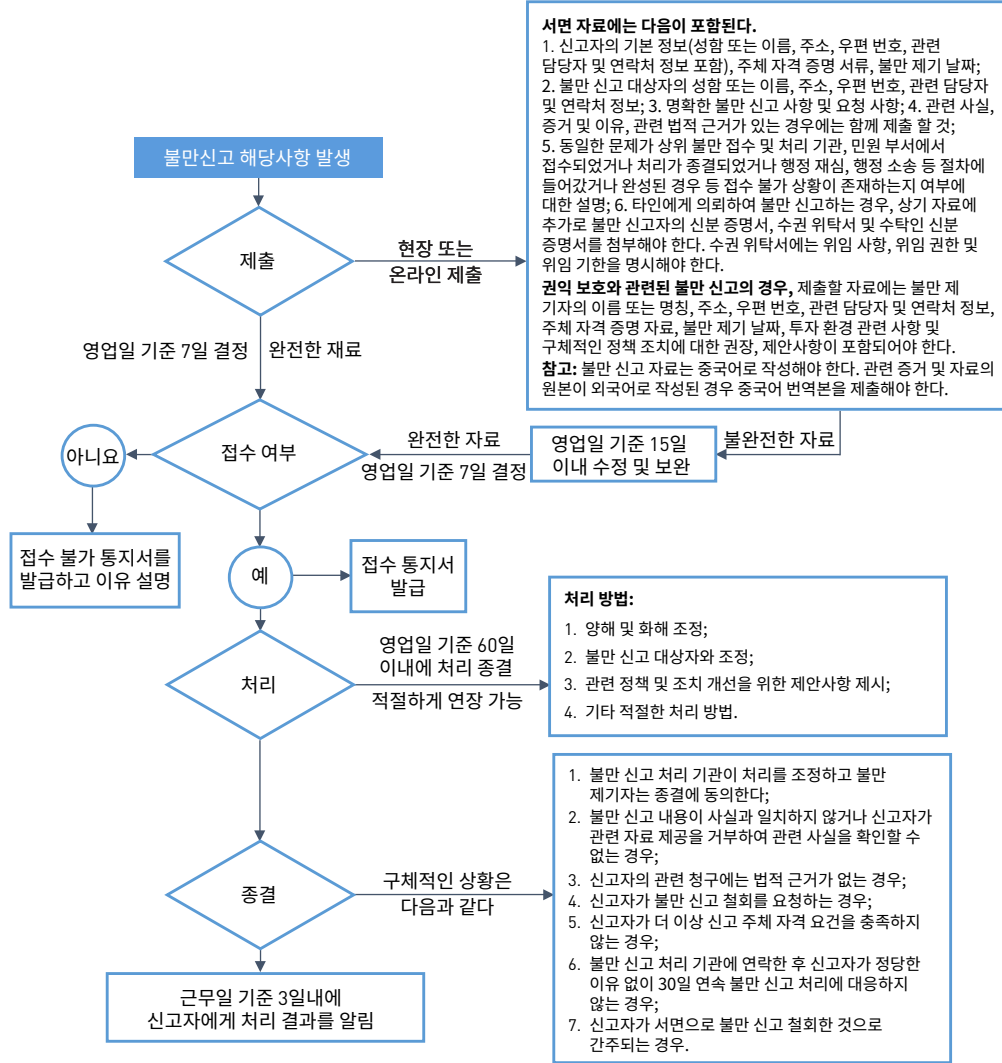 서면 자료에는 다음이 포함된다.
1. 신고자의 기본 정보(성함 또는 이름, 주소, 우편 번호, 관련
담당자 및 연락처 정보 포함), 주체 자격 증명 서류, 불만 제기 날짜;
2. 불만 신고 대상자의 성함 또는 이름, 주소, 우편 번호, 관련 담당자
및 연락처 정보; 3. 명확한 불만 신고 사항 및 요청 사항; 4. 관련 사실,
증거 및 이유, 관련 법적 근거가 있는 경우에는 함께 제출 할 것;
5. 동일한 문제가 상위 불만 접수 및 처리 기관, 민원 부서에서
접수되었거나 처리가 종결되었거나 행정 재심, 행정 소송 등 절차에
들어갔거나 완성된 경우 등 접수 불가 상황이 존재하는지 여부에
대한 설명; 6. 타인에게 의뢰하여 불만 신고하는 경우, 상기 자료에
추가로 불만 신고자의 신분 증명서, 수권 위탁서 및 수탁인 신분
증명서를 첨부해야 한다. 수권 위탁서에는 위임 사항, 위임 권한 및
위임 기한을 명시해야 한다.
권익 보호와 관련된 불만 신고의 경우, 제출할 자료에는 불만 제
기자의 이름 또는 명칭, 주소, 우편 번호, 관련 담당자 및 연락처 정보,
주체 자격 증명 자료, 불만 제기 날짜, 투자 환경 관련 사항 및
구체적인 정책 조치에 대한 권장, 제안사항이 포함되어야 한다.
참고: 불만 신고 자료는 중국어로 작성해야 한다. 관련 증거 및 자료의
원본이 외국어로 작성된 경우 중국어 번역본을 제출해야 한다.
불만신고 해당사항 발생
제출
현장 또는
온라인 제출
영업일 기준 7일 결정
완전한 재료
접수 여부
아니요
완전한 자료
영업일 기준 7일 결정
영업일 기준 15일
이내 수정 및 보완
불완전한 자료
접수 불가 통지서를
발급하고 이유 설명
예
접수 통지서
발급
처리
영업일 기준 60일
이내에 처리 종결
적절하게 연장 가능
처리 방법:
1. 양해 및 화해 조정;
2. 불만 신고 대상자와 조정;
3. 관련 정책 및 조치 개선을 위한 제안사항 제시;
4. 기타 적절한 처리 방법.
종결
구체적인 상황은
다음과 같다
1. 불만 신고 처리 기관이 처리를 조정하고 불만
제기자는 종결에 동의한다;
2. 불만 신고 내용이 사실과 일치하지 않거나 신고자가
관련 자료 제공을 거부하여 관련 사실을 확인할 수
없는 경우;
3. 신고자의 관련 청구에는 법적 근거가 없는 경우;
4. 신고자가 불만 신고 철회를 요청하는 경우;
5. 신고자가 더 이상 신고 주체 자격 요건을 충족하지
않는 경우;
6. 불만 신고 처리 기관에 연락한 후 신고자가 정당한
이유 없이 30일 연속 불만 신고 처리에 대응하지
않는 경우;
7. 신고자가 서면으로 불만 신고 철회한 것으로
간주되는 경우.
근무일 기준 3일내에
신고자에게 처리 결과를 알림